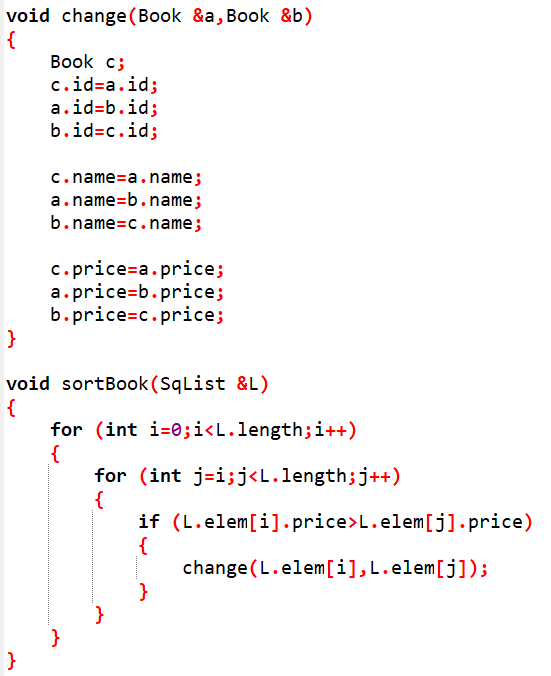 void change(Book &a,Book &b)
{
    Book c;
    c.id=a.id;
    a.id=b.id;
    b.id=c.id;

    c.name=a.name;
    a.name=b.name;
    b.name=c.name;

    c.price=a.price;
    a.price=b.price;
    b.price=c.price;
}

void sortBook(SqList &L)
{
    for (int i=0;i<L.length;i++)
    {
        for (int j=i;j<L.length;j++)
        {
            if (L.elem[i].price>L.elem[j].price)
            {
                change(L.elem[i],L.elem[j]);
            }
        }
    }
}